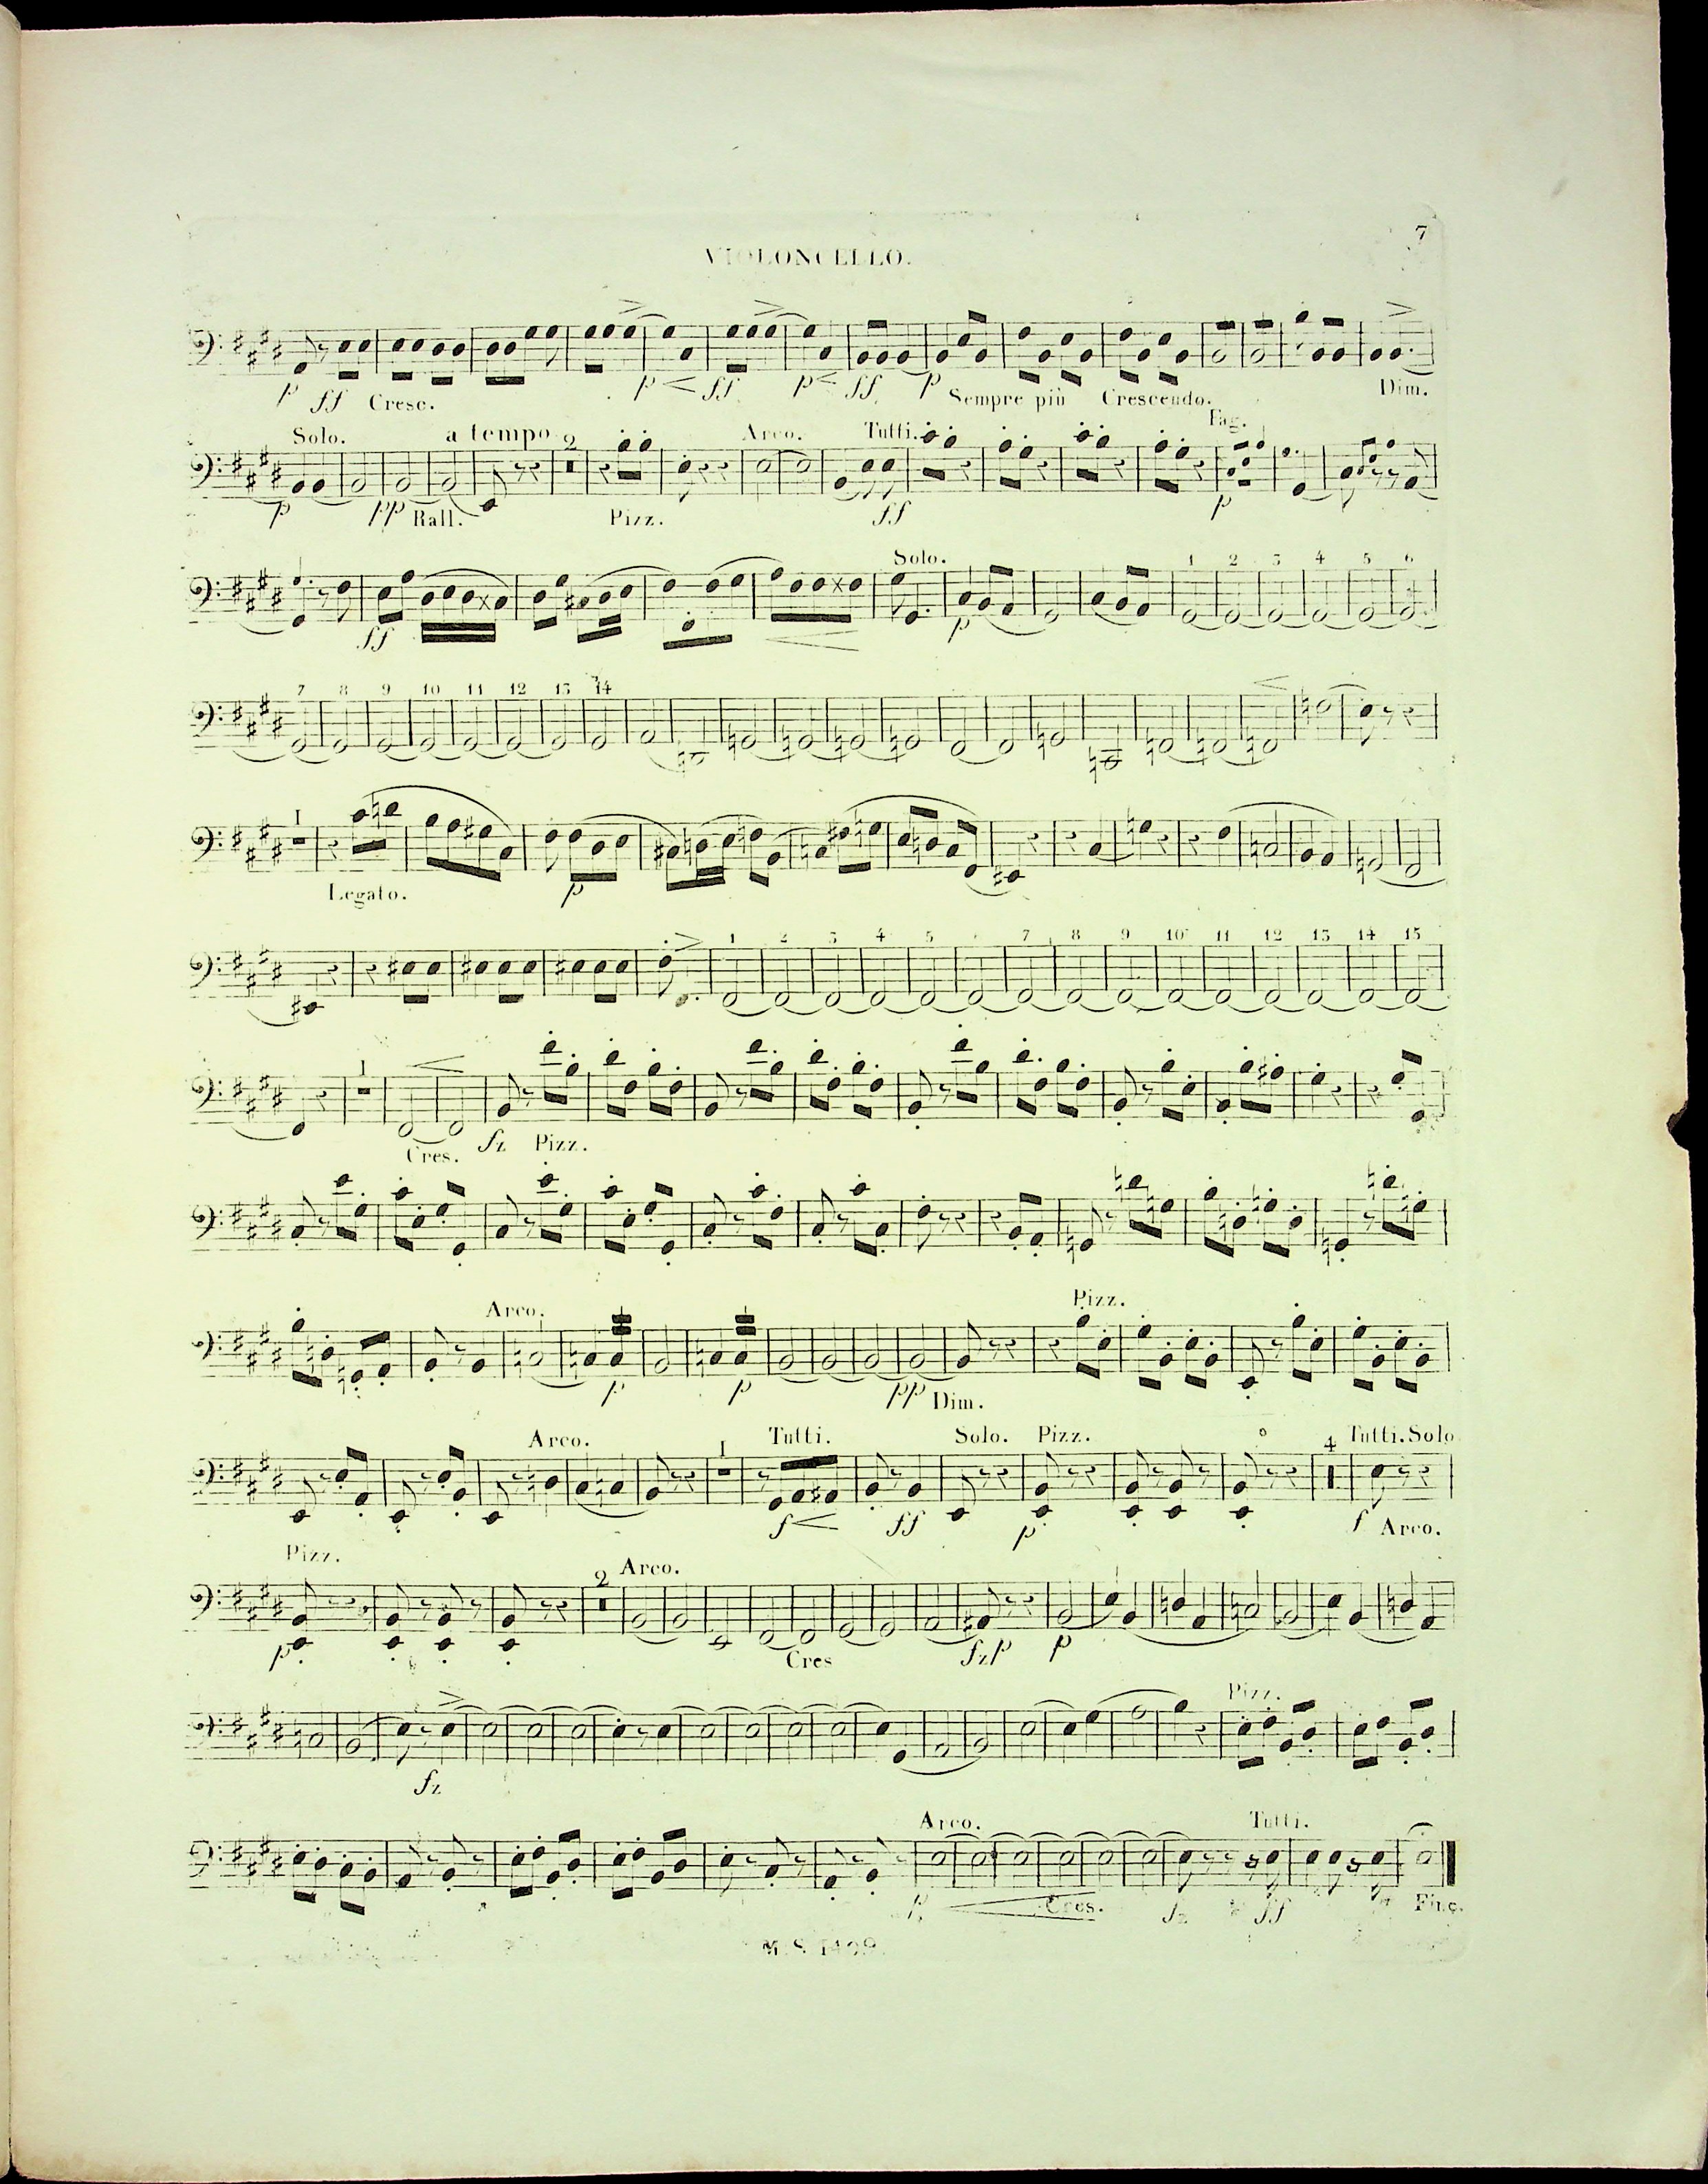 7
VIOLONCELLO.
p ff Cresc. p ff p ff p Sempre più Crescendo. Dim.
Solo. a tempo 2 Arco. Tutti. Fag.
p pp Rall. Pizz. ff p
Solo. 1 2 3 4 5 6
ff p
7 8 9 10 11 12 13 14
1
Legato. p
1 2 3 4 5 7 8 9 10 11 12 13 14 15
1
Cres. fz Pizz.
Arco. Pizz.
p p pp Dim.
Arco. 1 Tutti. Solo. Pizz. 4 Tutti. Solo
f ff p f Arco.
Pizz. 2 Arco.
p Cres fzp p
Pizz.
fz
Arco. Tutti.
p Cres. fz ff Fine.
M.S. 1409.